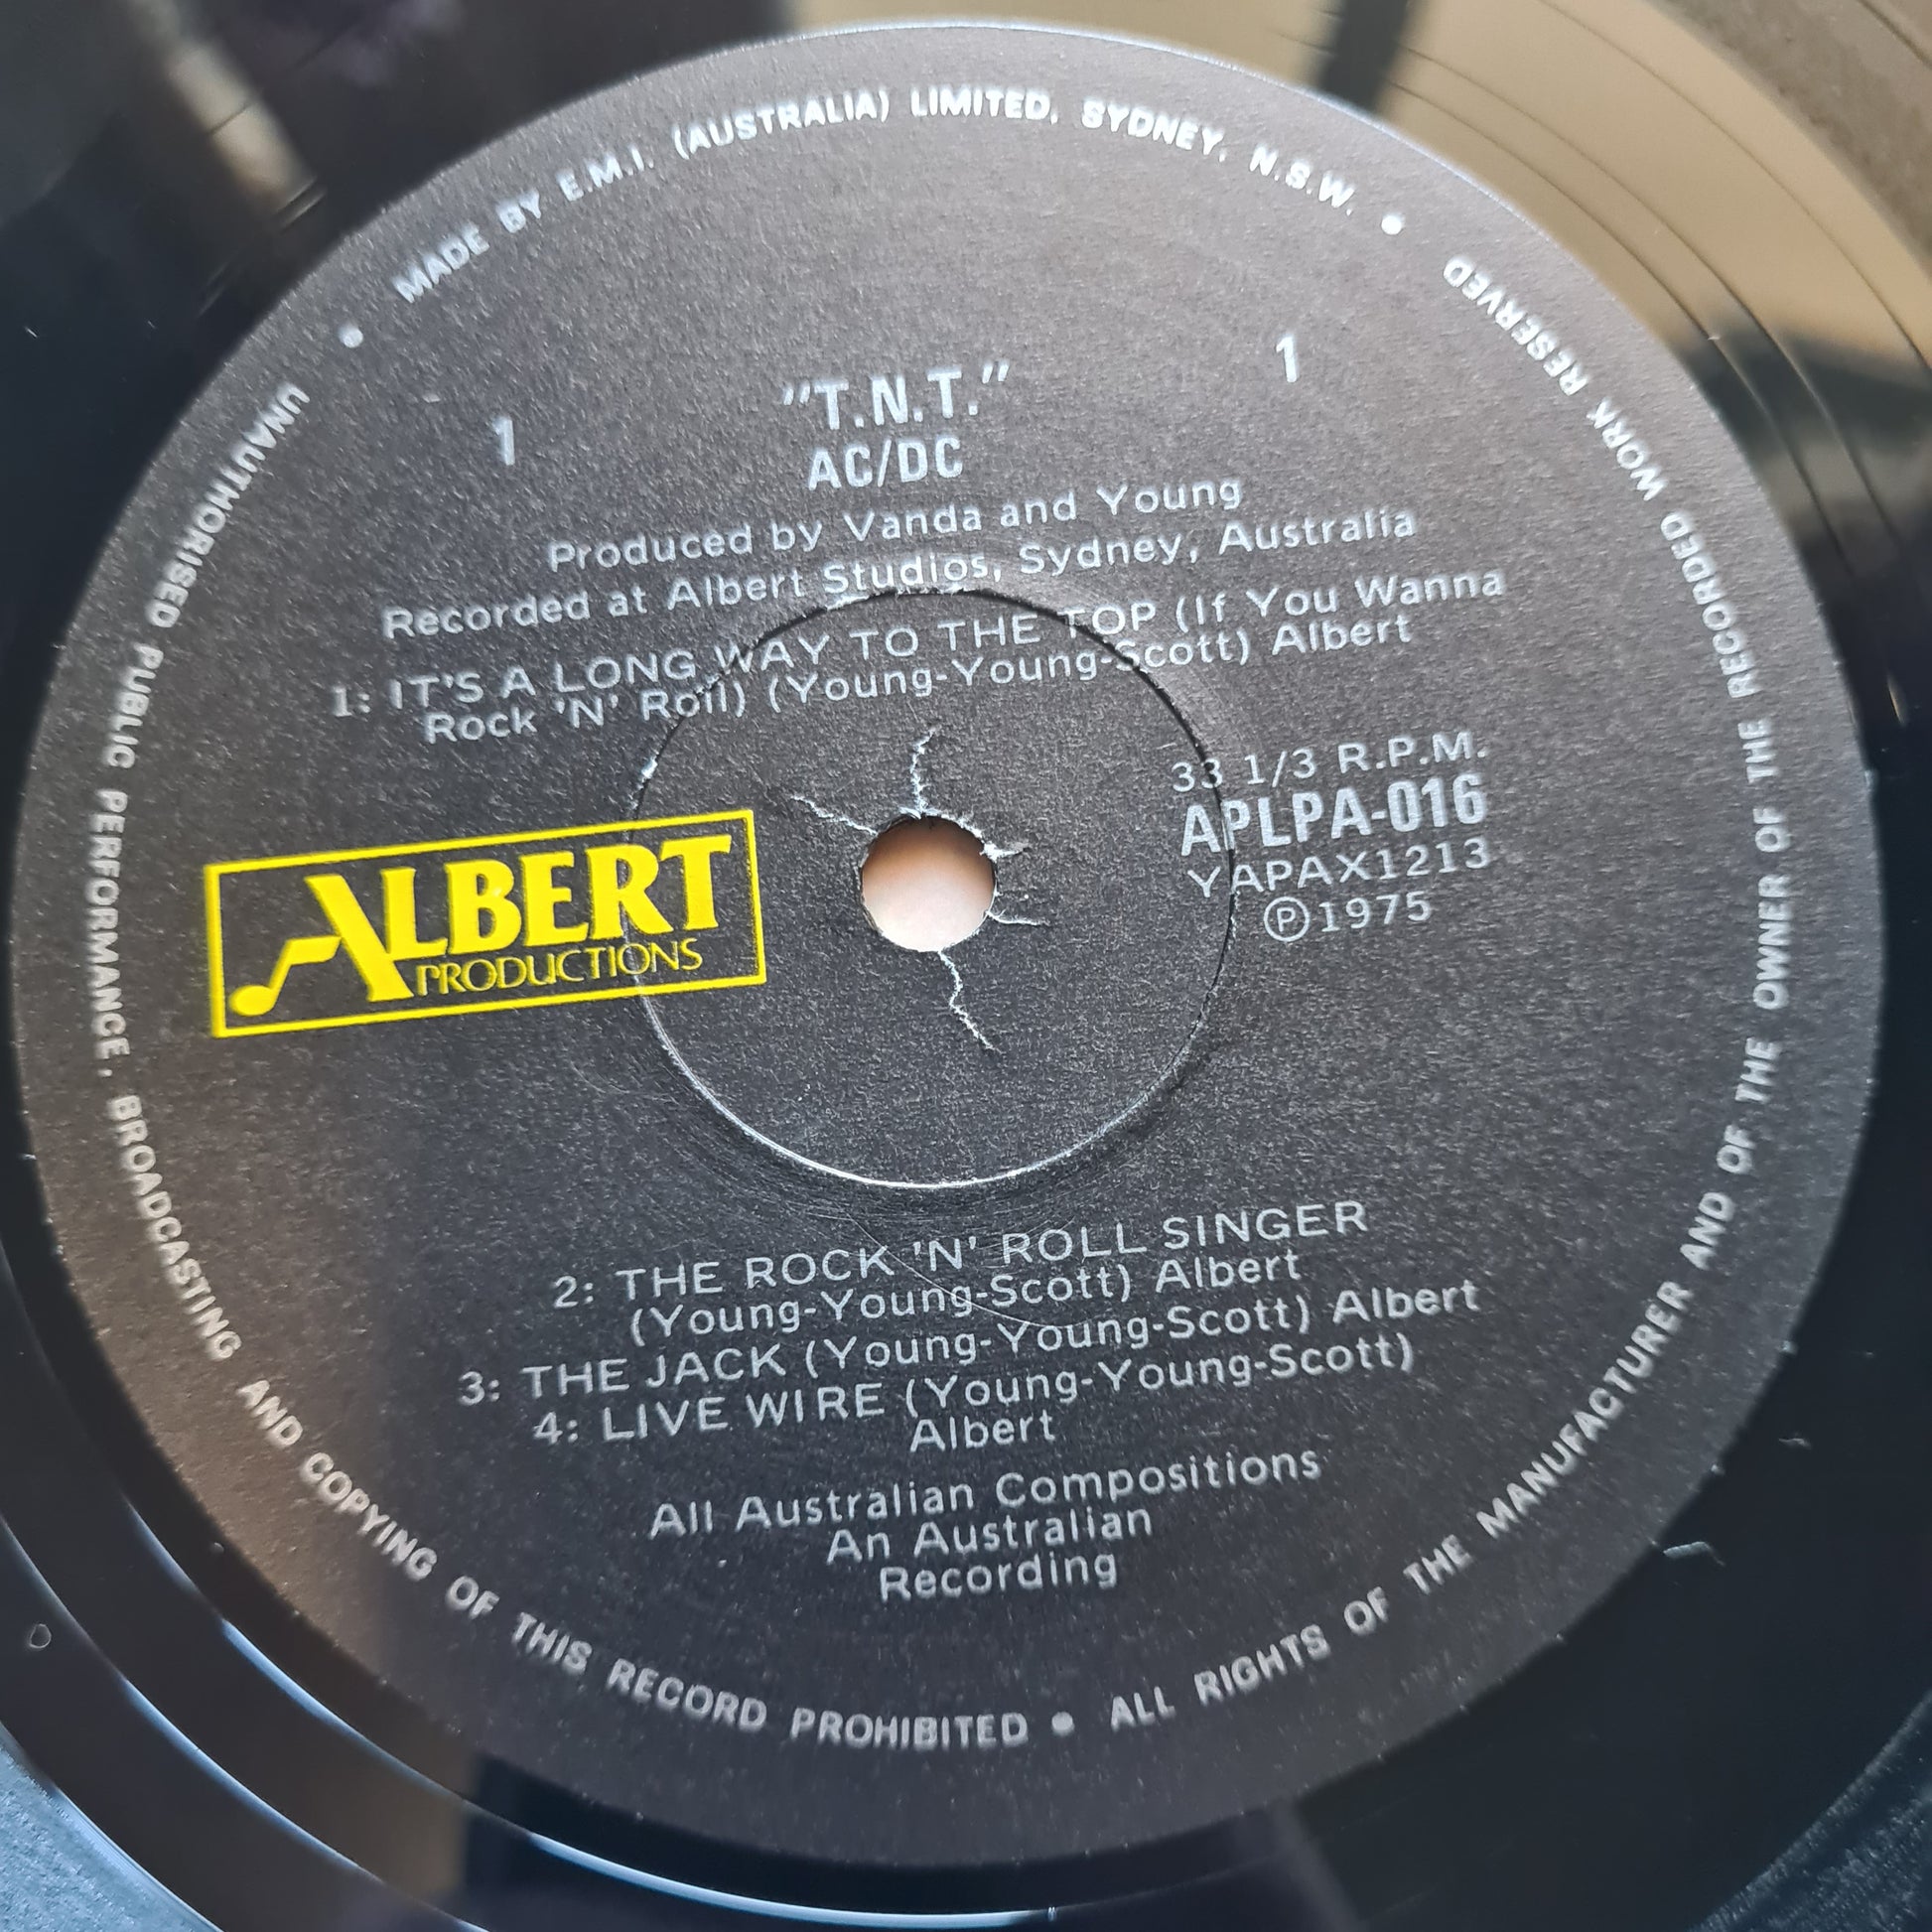 MADE BY E.M.I. (AUSTRALIA) LIMITED, SYDNEY, N.S.W. •
1
1
"T.N.T."
AC/DC
Produced by Vanda and Young
Recorded at Albert Studios, Sydney, Australia
1: IT'S A LONG WAY TO THE TOP (If You Wanna
Rock 'N' Roll) (Young-Young-Scott) Albert
33 1/3 R.P.M.
APLPA-016
YAPAX1213
Ⓟ1975
ALBERT
PRODUCTIONS
2: THE ROCK 'N' ROLL SINGER
(Young-Young-Scott) Albert
3: THE JACK (Young-Young-Scott) Albert
4: LIVE WIRE (Young-Young-Scott)
Albert
All Australian Compositions
An Australian
Recording
UNAUTHORISED PUBLIC PERFORMANCE, BROADCASTING AND COPYING OF THIS RECORD PROHIBITED • ALL RIGHTS OF THE MANUFACTURER AND OF THE OWNER OF THE RECORDED WORK RESERVED